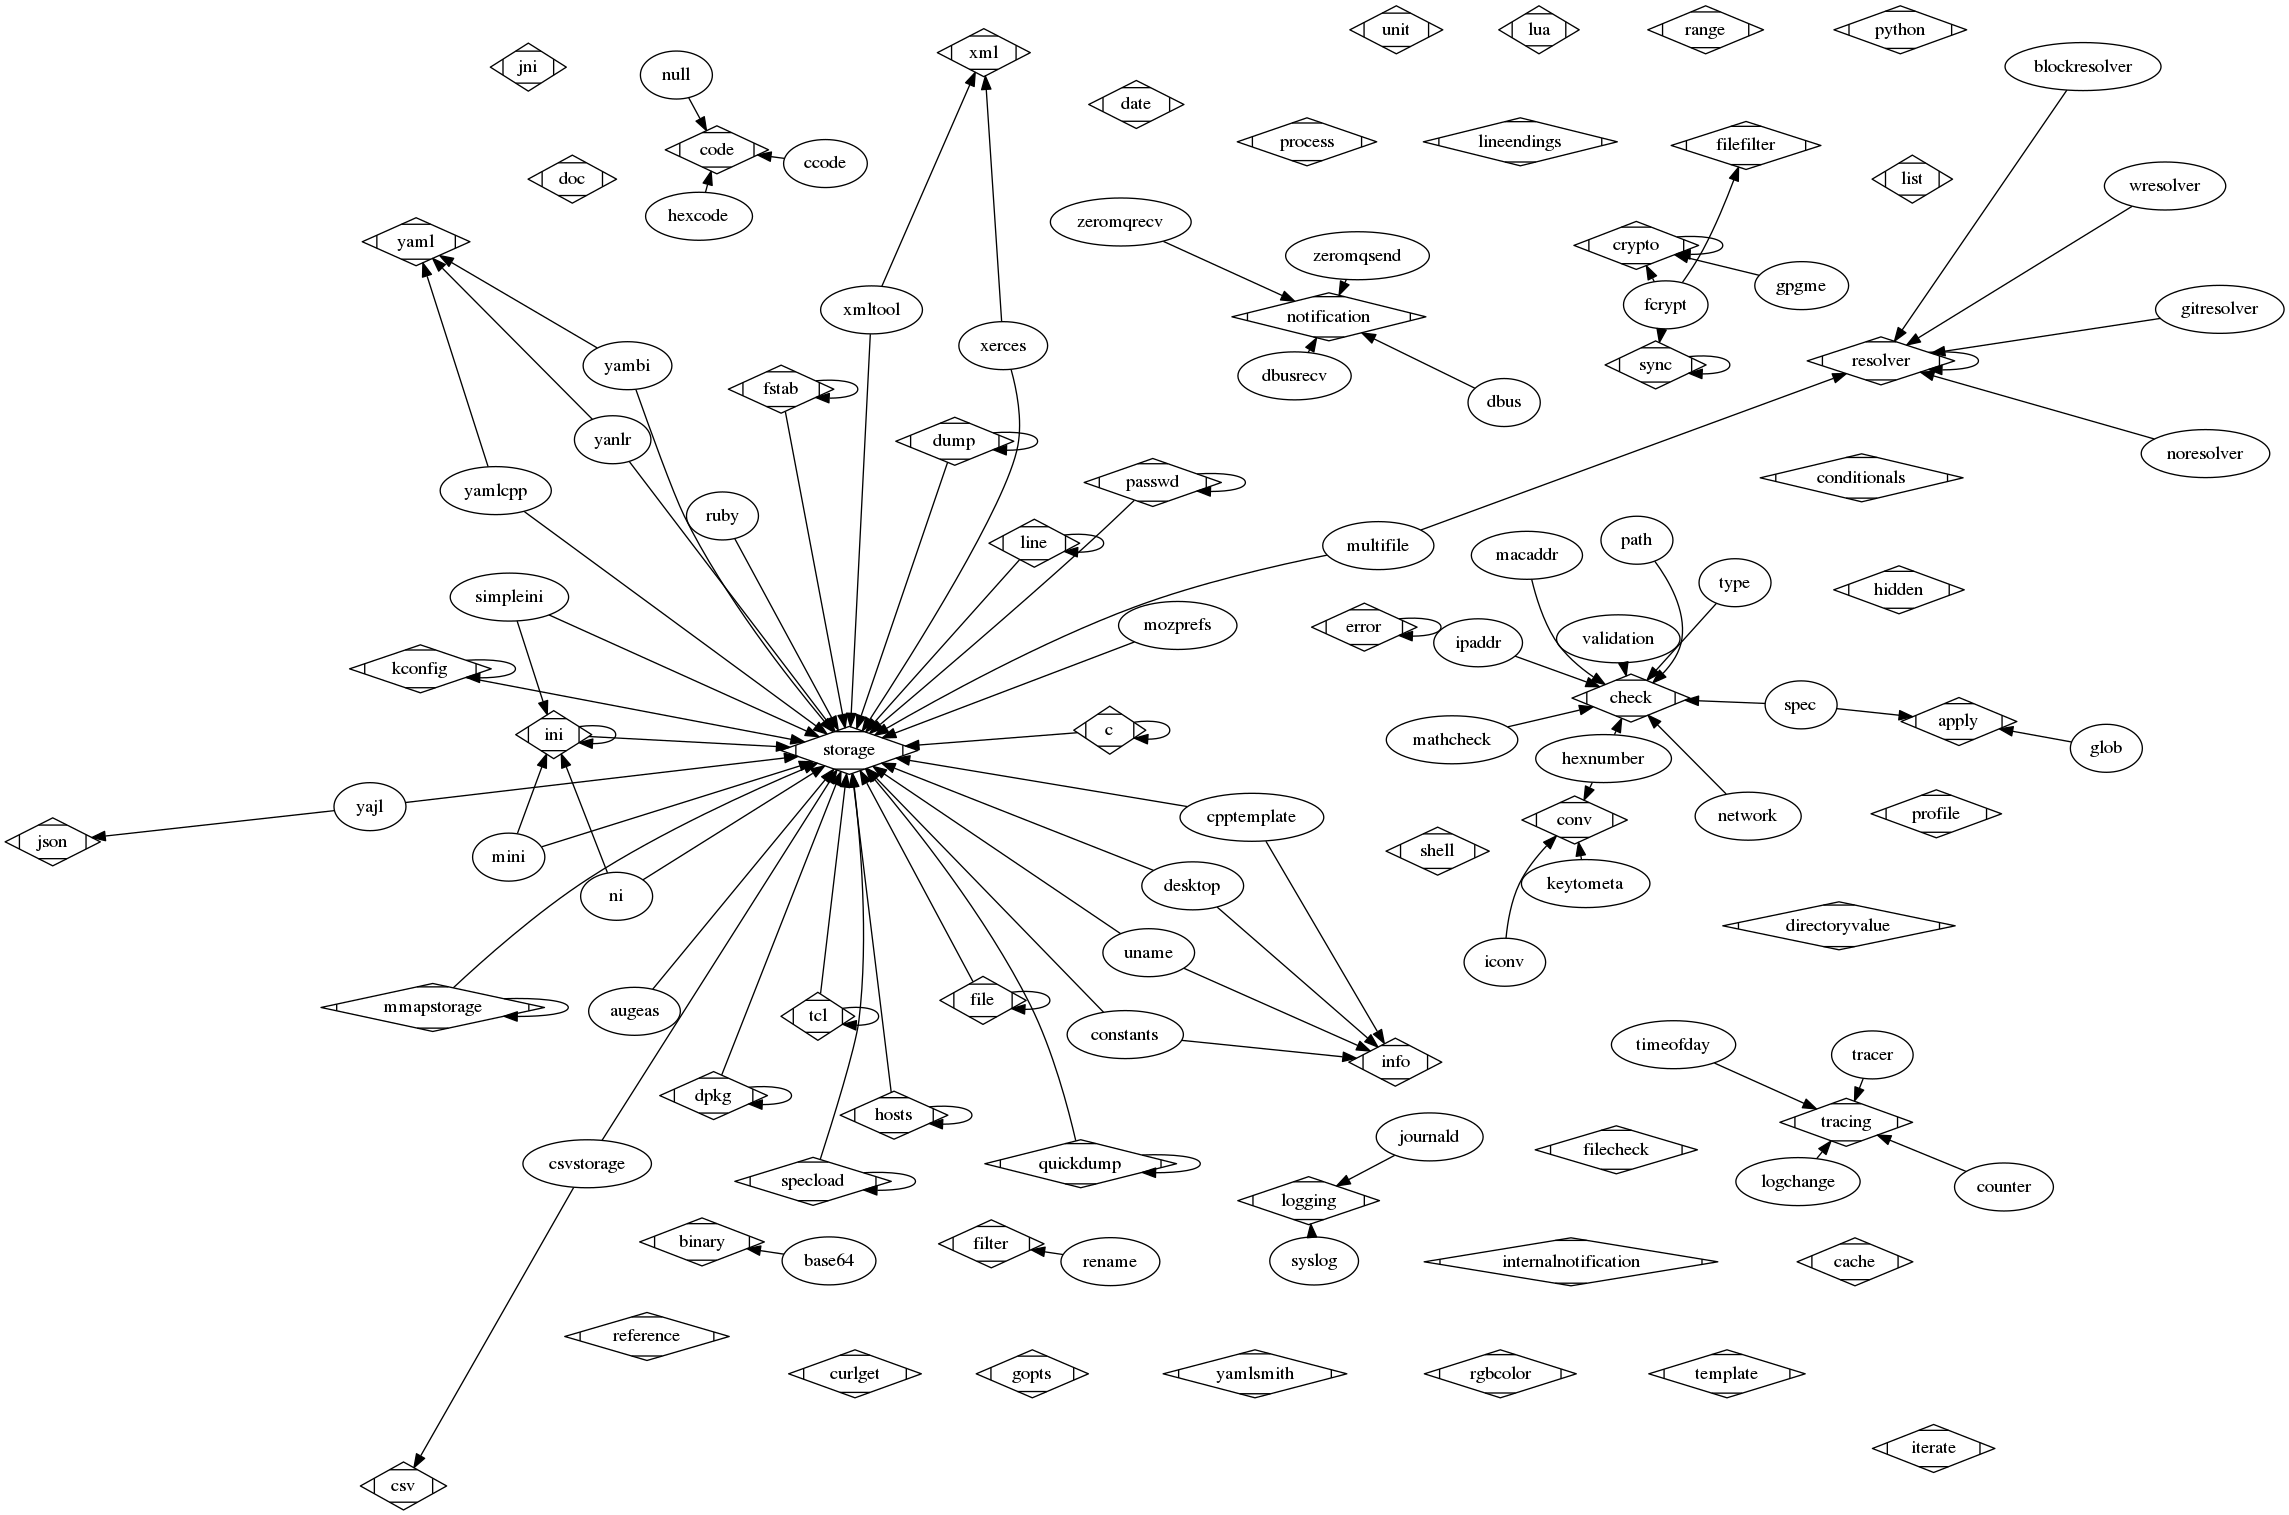 unit
lua
range
python
xml
jni
null
blockresolver
date
process
lineendings
filefilter
code
ccode
doc
list
wresolver
hexcode
zeromqrecv
yaml
crypto
zeromqsend
gpgme
fcrypt
xmltool
gitresolver
notification
xerces
resolver
yambi
sync
dbusrecv
fstab
dbus
yanlr
dump
noresolver
conditionals
passwd
yamlcpp
ruby
path
line
multifile
macaddr
type
hidden
simpleini
mozprefs
error
validation
ipaddr
kconfig
check
spec
apply
c
ini
mathcheck
glob
storage
hexnumber
yajl
profile
cpptemplate
network
conv
json
shell
mini
keytometa
desktop
ni
directoryvalue
uname
iconv
file
mmapstorage
augeas
tcl
constants
timeofday
tracer
info
dpkg
hosts
tracing
journald
filecheck
csvstorage
quickdump
specload
logchange
counter
logging
binary
filter
base64
rename
syslog
internalnotification
cache
reference
curlget
gopts
yamlsmith
rgbcolor
template
iterate
csv